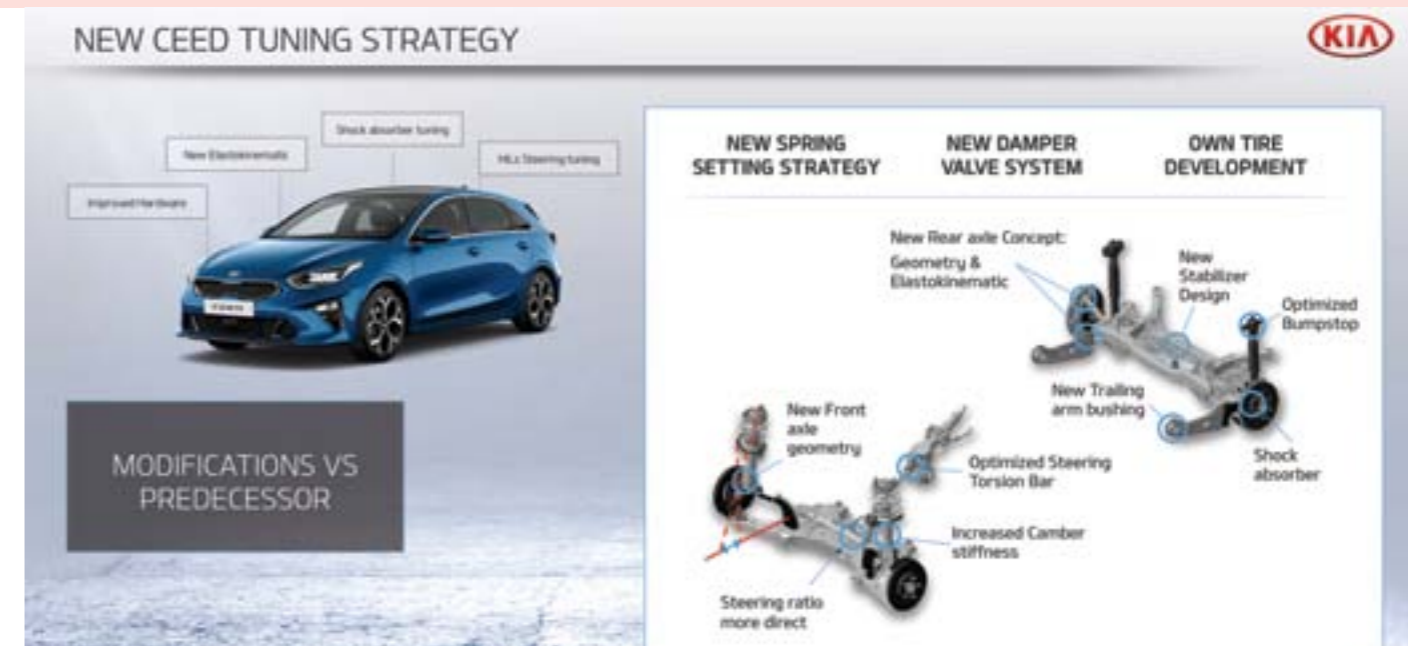 NEW CEED TUNING STRATEGY
KIA
Shock absorber tuning
New Elastokinematic
Steering tuning
Improved Hardware
MODIFICATIONS VS
PREDECESSOR
NEW SPRING
SETTING STRATEGY
NEW DAMPER
VALVE SYSTEM
OWN TIRE
DEVELOPMENT
New Rear axle Concept:
Geometry &
Elastokinematic
New
Stabilizer
Design
Optimized
Bumpstop
New Trailing
arm bushing
Shock
absorber
New Front
axle
geometry
Optimized Steering
Torsion Bar
Increased Camber
stiffness
Steering ratio
more direct